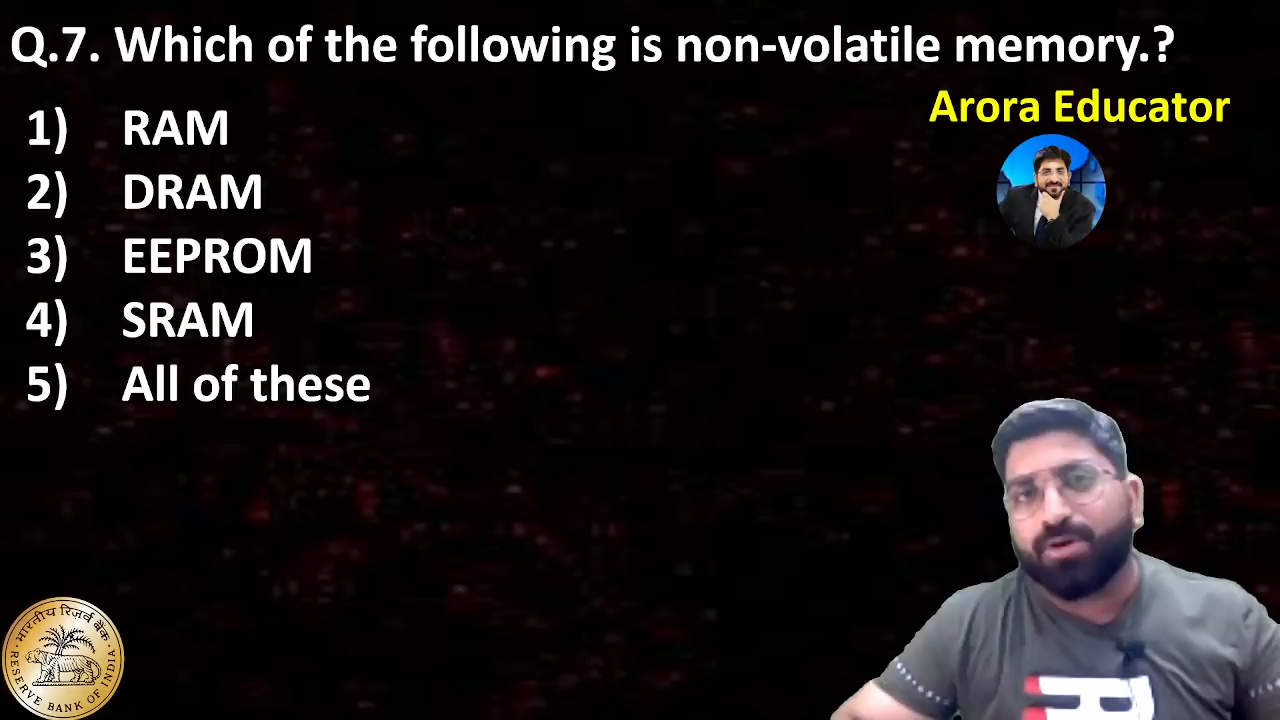 Q.7. Which of the following is non-volatile memory.?
Arora Educator
1) RAM
2) DRAM
3) EEPROM
4) SRAM
5) All of these
भारतीय रिज़र्व बैंक
RESERVE BANK OF INDIA